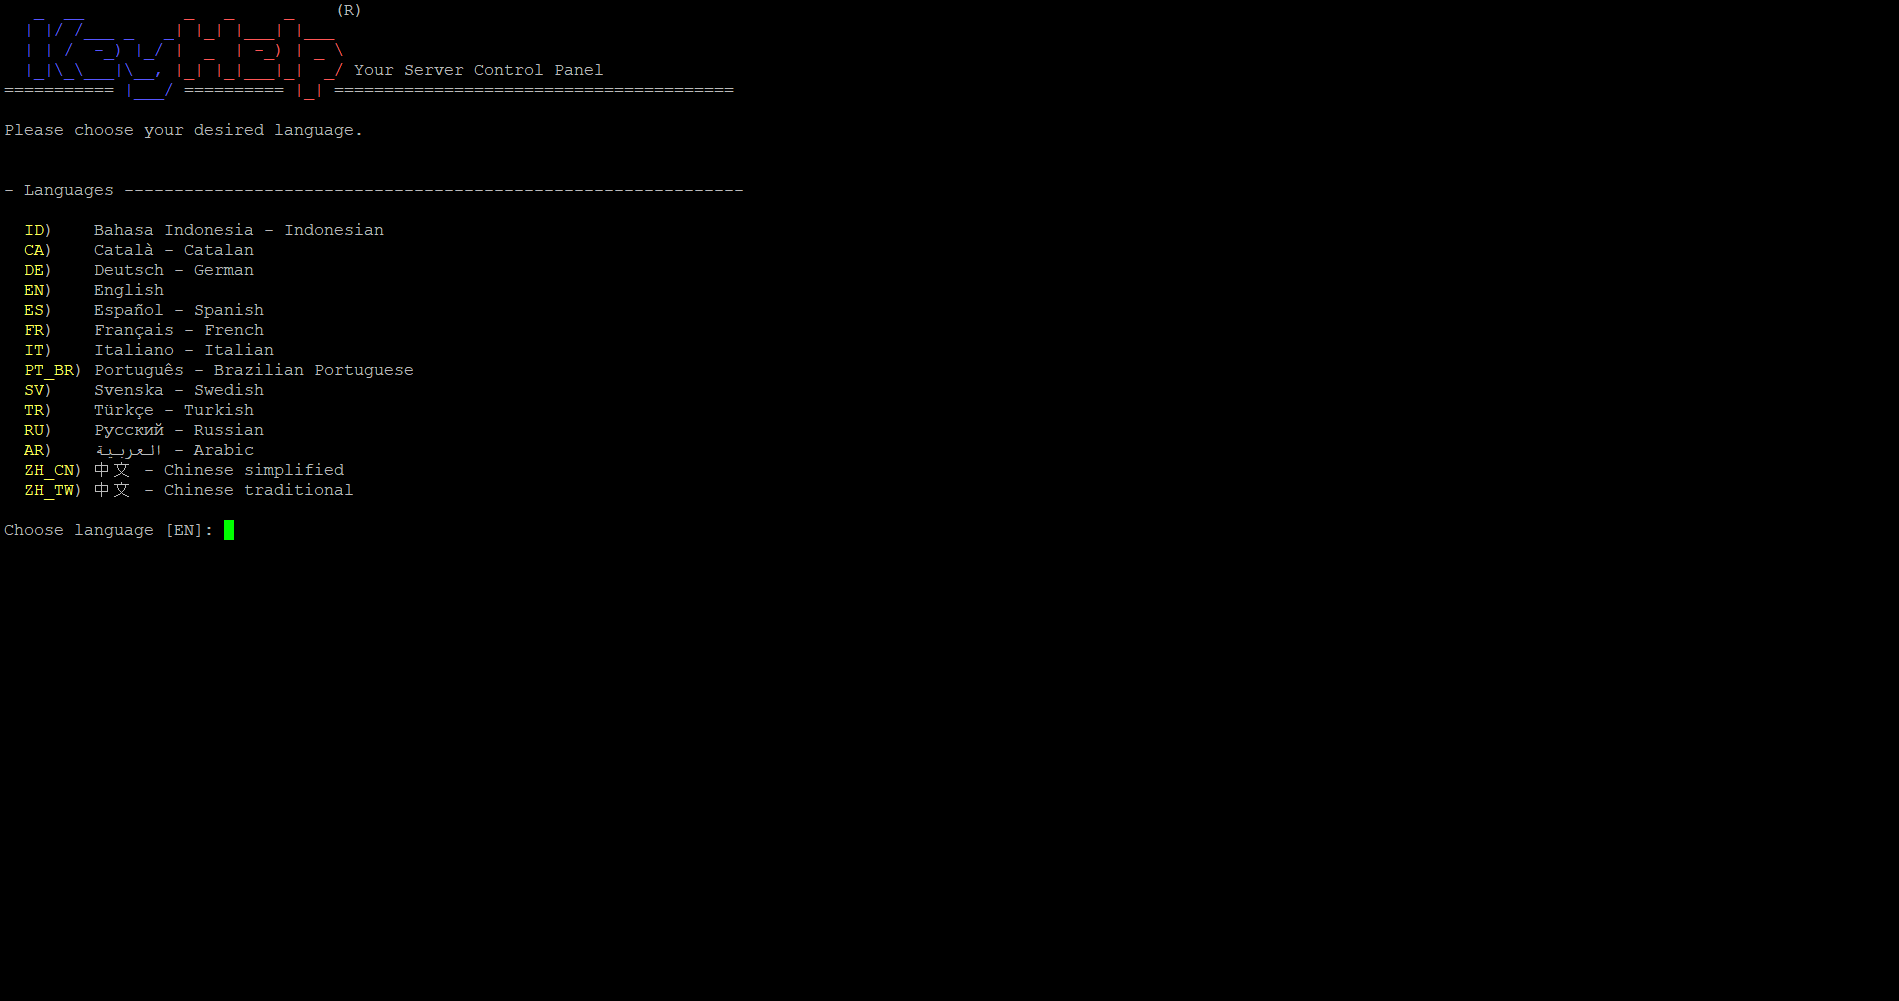 KeyHelp (R)
Your Server Control Panel
Please choose your desired language.
- Languages --------------------------------------------------------------
ID) Bahasa Indonesia - Indonesian
CA) Català - Catalan
DE) Deutsch - German
EN) English
ES) Español - Spanish
FR) Français - French
IT) Italiano - Italian
PT_BR) Português - Brazilian Portuguese
SV) Svenska - Swedish
TR) Türkçe - Turkish
RU) Русский - Russian
AR) العربية - Arabic
ZH_CN) 中文 - Chinese simplified
ZH_TW) 中文 - Chinese traditional
Choose language [EN]: